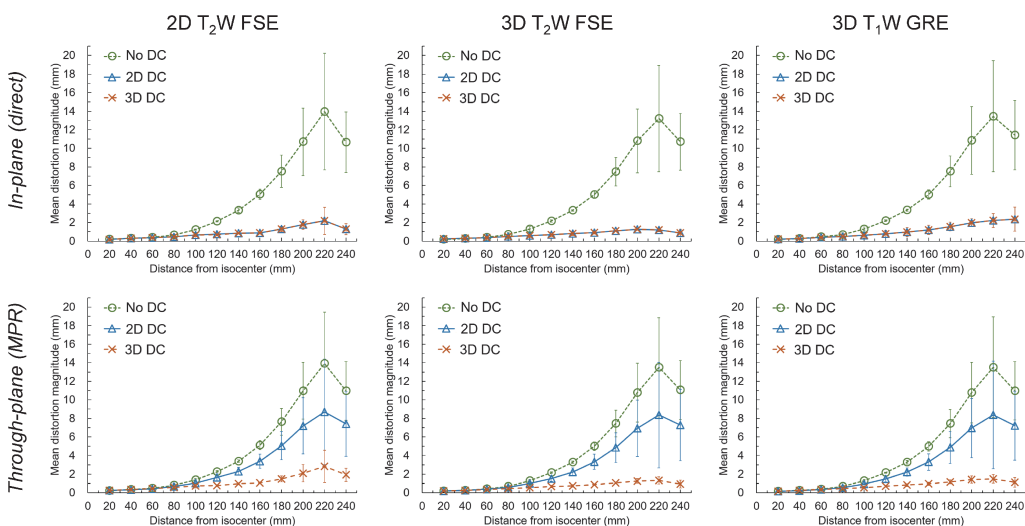 2D T₂W FSE
3D T₂W FSE
3D T₁W GRE
In-plane (direct)
Mean distortion magnitude (mm)
20
18
16
14
12
10
8
6
4
2
0
No DC
2D DC
3D DC
0 20 40 60 80 100 120 140 160 180 200 220 240
Distance from isocenter (mm)
Mean distortion magnitude (mm)
20
18
16
14
12
10
8
6
4
2
0
No DC
2D DC
3D DC
0 20 40 60 80 100 120 140 160 180 200 220 240
Distance from isocenter (mm)
Mean distortion magnitude (mm)
20
18
16
14
12
10
8
6
4
2
0
No DC
2D DC
3D DC
0 20 40 60 80 100 120 140 160 180 200 220 240
Distance from isocenter (mm)
Through-plane (MPR)
Mean distortion magnitude (mm)
20
18
16
14
12
10
8
6
4
2
0
No DC
2D DC
3D DC
0 20 40 60 80 100 120 140 160 180 200 220 240
Distance from isocenter (mm)
Mean distortion magnitude (mm)
20
18
16
14
12
10
8
6
4
2
0
No DC
2D DC
3D DC
0 20 40 60 80 100 120 140 160 180 200 220 240
Distance from isocenter (mm)
Mean distortion magnitude (mm)
20
18
16
14
12
10
8
6
4
2
0
No DC
2D DC
3D DC
0 20 40 60 80 100 120 140 160 180 200 220 240
Distance from isocenter (mm)